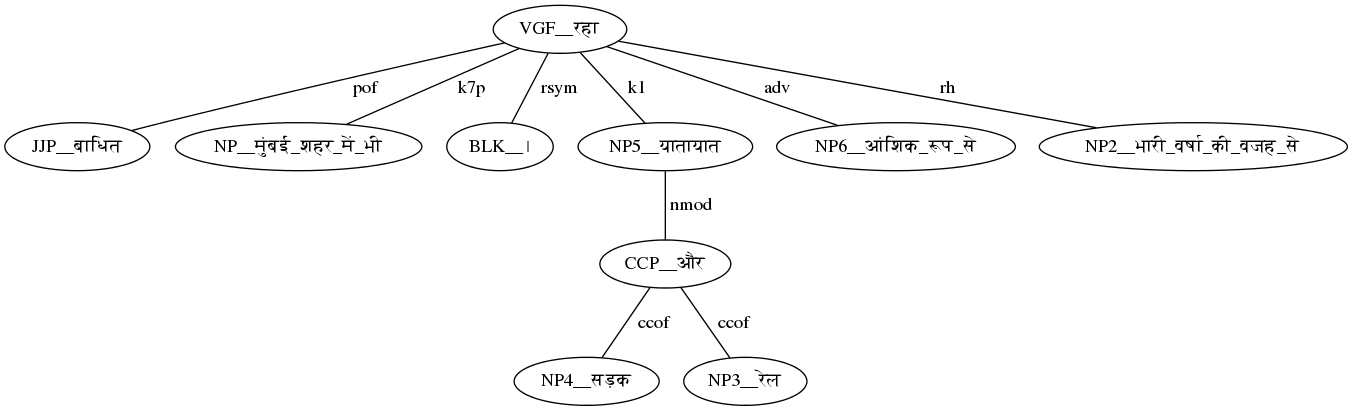 VGF__रहा
pof k7p rsym k1 adv rh
JJP__बाधित NP__मुंबई_शहर_में_भी BLK__। NP5__यातायात NP6__आंशिक_रूप_से NP2__भारी_वर्षा_की_वजह_से
nmod
CCP__और
ccof ccof
NP4__सड़क NP3__रेल